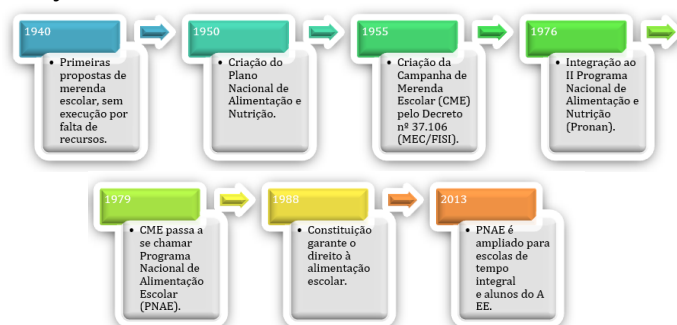 1940
• Primeiras
propostas de
merenda
escolar, sem
execução por
falta de
recursos.
1950
• Criação do
Plano
Nacional de
Alimentação e
Nutrição.
1955
• Criação da
Campanha de
Merenda
Escolar (CME)
pelo Decreto
nº 37.106
(MEC/FISI).
1976
• Integração ao
II Programa
Nacional de
Alimentação e
Nutrição
(Pronan).
1979
• CME passa a
se chamar
Programa
Nacional de
Alimentação
Escolar
(PNAE).
1988
• Constituição
garante o
direito à
alimentação
escolar.
2013
• PNAE é
ampliado para
escolas de
tempo
integral
e alunos do A
EE.